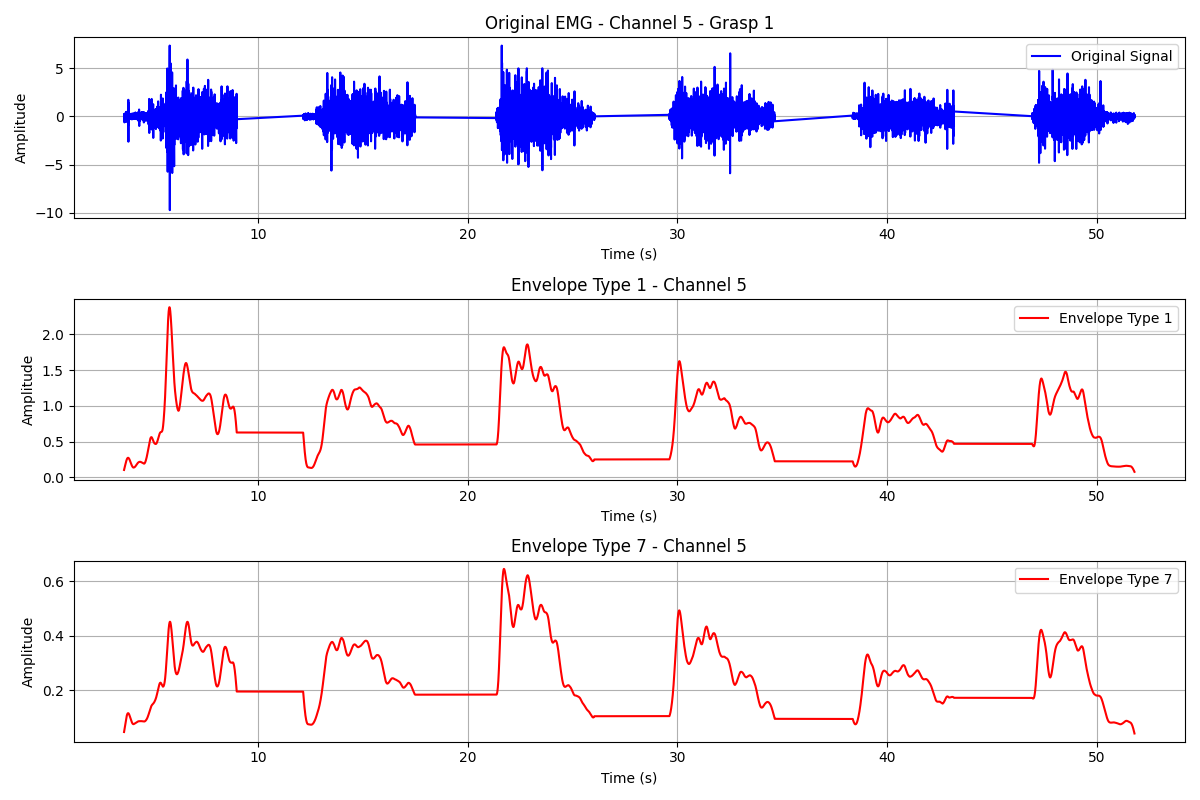 Original EMG - Channel 5 - Grasp 1
Original Signal
5
0
−5
−10
Amplitude
10 20 30 40 50
Time (s)
Envelope Type 1 - Channel 5
Envelope Type 1
2.0
1.5
1.0
0.5
0.0
Amplitude
10 20 30 40 50
Time (s)
Envelope Type 7 - Channel 5
Envelope Type 7
0.6
0.4
0.2
Amplitude
10 20 30 40 50
Time (s)